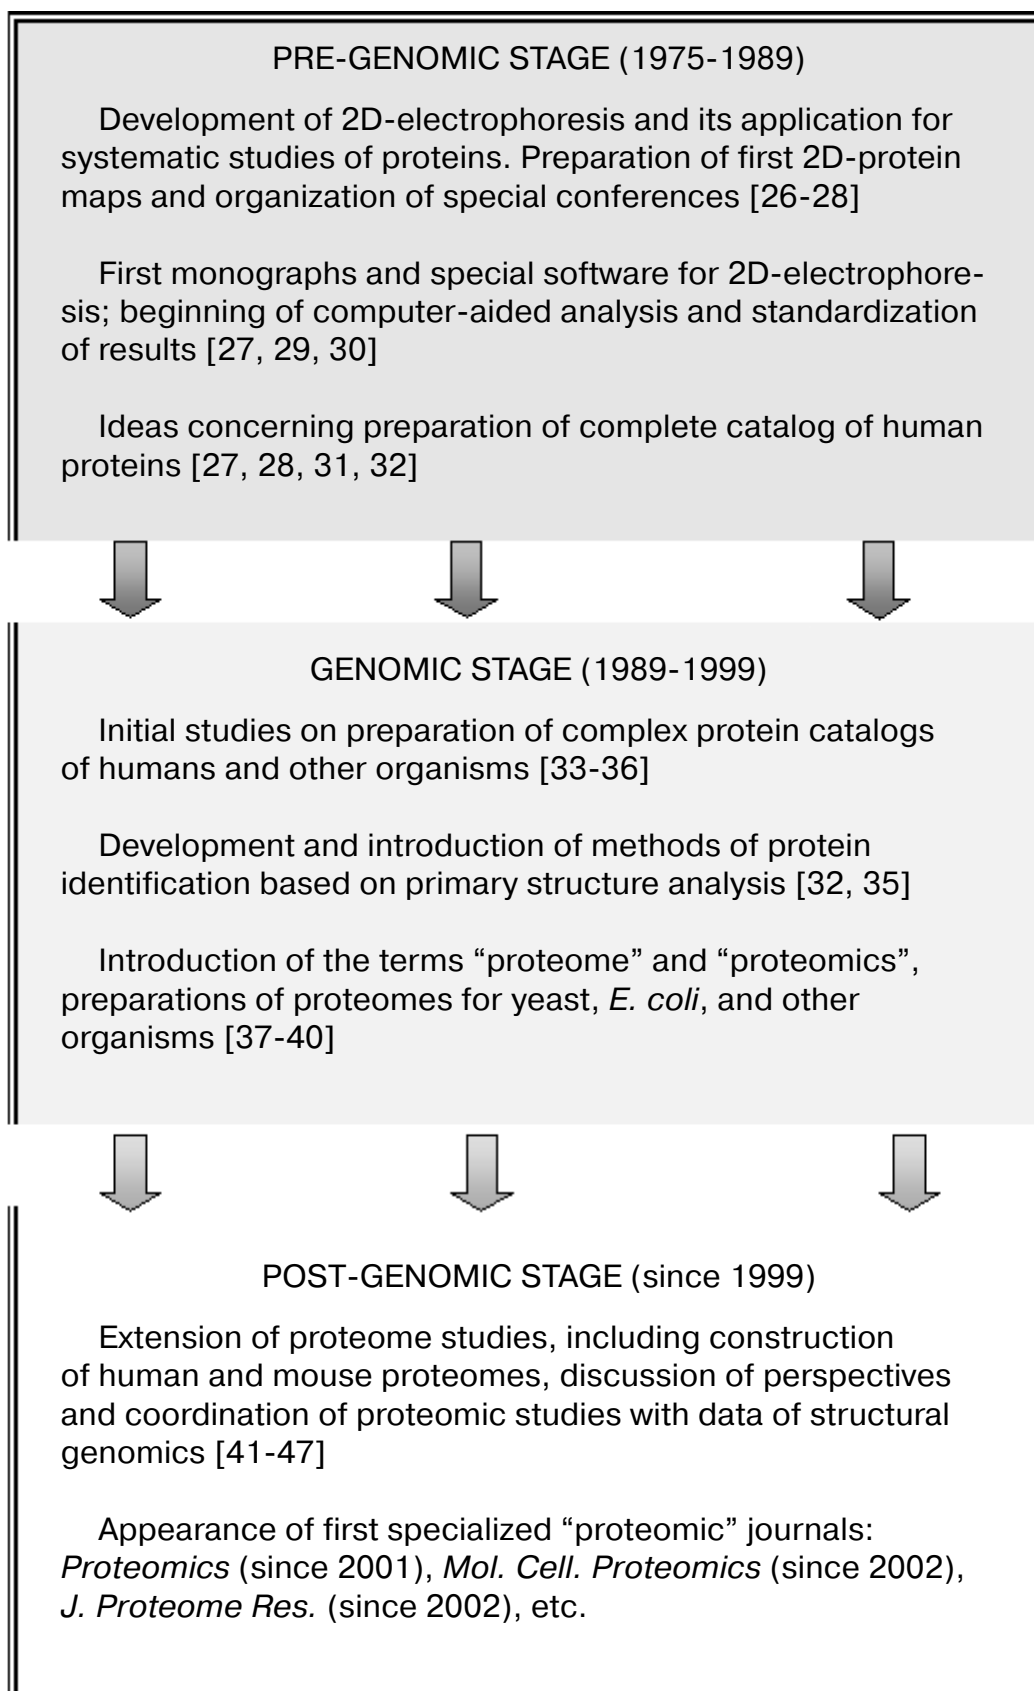 PRE-GENOMIC STAGE (1975-1989)
Development of 2D-electrophoresis and its application for
systematic studies of proteins. Preparation of first 2D-protein
maps and organization of special conferences [26-28]
First monographs and special software for 2D-electrophore-
sis; beginning of computer-aided analysis and standardization
of results [27, 29, 30]
Ideas concerning preparation of complete catalog of human
proteins [27, 28, 31, 32]
GENOMIC STAGE (1989-1999)
Initial studies on preparation of complex protein catalogs
of humans and other organisms [33-36]
Development and introduction of methods of protein
identification based on primary structure analysis [32, 35]
Introduction of the terms “proteome” and “proteomics”,
preparations of proteomes for yeast, E. coli, and other
organisms [37-40]
POST-GENOMIC STAGE (since 1999)
Extension of proteome studies, including construction
of human and mouse proteomes, discussion of perspectives
and coordination of proteomic studies with data of structural
genomics [41-47]
Appearance of first specialized “proteomic” journals:
Proteomics (since 2001), Mol. Cell. Proteomics (since 2002),
J. Proteome Res. (since 2002), etc.